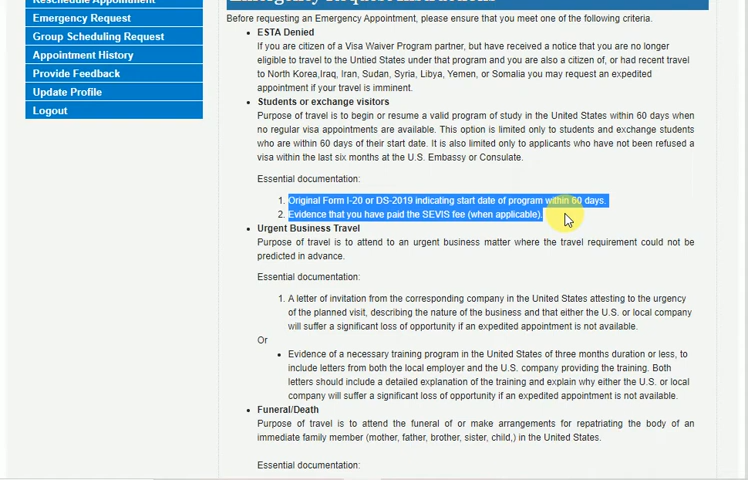 Reschedule Appointment
Emergency Request
Group Scheduling Request
Appointment History
Provide Feedback
Update Profile
Logout
Emergency Request Instructions
Before requesting an Emergency Appointment, please ensure that you meet one of the following criteria.
• ESTA Denied
If you are citizen of a Visa Waiver Program partner, but have received a notice that you are no longer
eligible to travel to the Untied States under that program and you are also a citizen of, or had recent travel
to North Korea,Iraq, Iran, Sudan, Syria, Libya, Yemen, or Somalia you may request an expedited
appointment if your travel is imminent.
• Students or exchange visitors
Purpose of travel is to begin or resume a valid program of study in the United States within 60 days when
no regular visa appointments are available. This option is limited only to students and exchange students
who are within 60 days of their start date. It is also limited only to applicants who have not been refused a
visa within the last six months at the U.S. Embassy or Consulate.
Essential documentation:
1. Original Form I-20 or DS-2019 indicating start date of program within 60 days.
2. Evidence that you have paid the SEVIS fee (when applicable).
• Urgent Business Travel
Purpose of travel is to attend to an urgent business matter where the travel requirement could not be
predicted in advance.
Essential documentation:
1. A letter of invitation from the corresponding company in the United States attesting to the urgency
of the planned visit, describing the nature of the business and that either the U.S. or local company
will suffer a significant loss of opportunity if an expedited appointment is not available.
Or
• Evidence of a necessary training program in the United States of three months duration or less, to
include letters from both the local employer and the U.S. company providing the training. Both
letters should include a detailed explanation of the training and explain why either the U.S. or local
company will suffer a significant loss of opportunity if an expedited appointment is not available.
• Funeral/Death
Purpose of travel is to attend the funeral of or make arrangements for repatriating the body of an
immediate family member (mother, father, brother, sister, child,) in the United States.
Essential documentation: